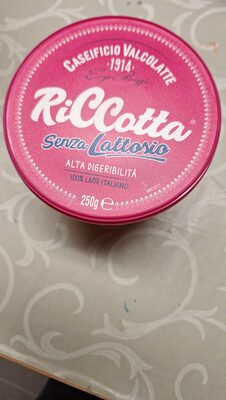 CASEIFICIO VALCOLATTE
• 1914 •
RiCCotta
Senza Lattosio
ALTA DIGERIBILITÀ
100% LATTE ITALIANO
250g ℮